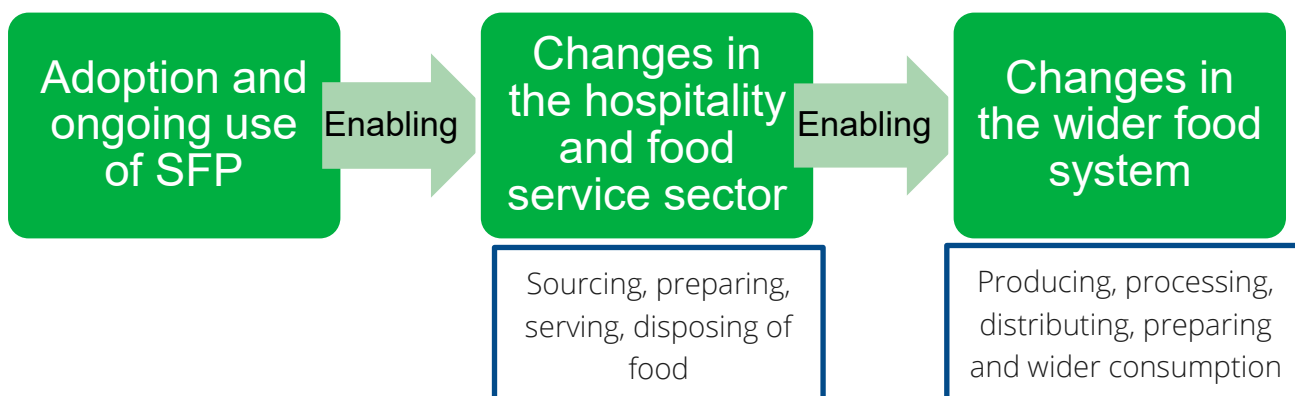 Adoption and
ongoing use
of SFP
Enabling
Changes in
the hospitality
and food
service sector
Enabling
Changes in
the wider food
system
Sourcing, preparing,
serving, disposing of
food
Producing, processing,
distributing, preparing
and wider consumption